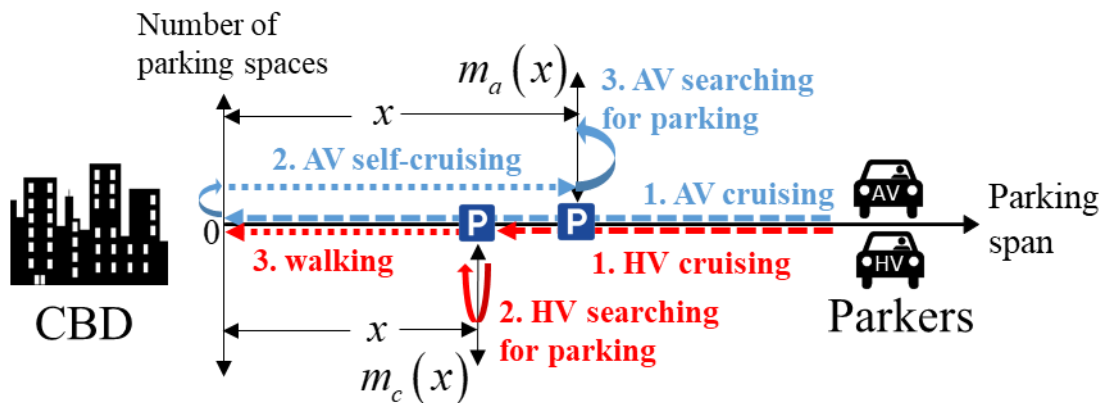 Number of
parking spaces
m_a(x)
3. AV searching
for parking
x
2. AV self-cruising
1. AV cruising
AV
Parking
span
P
P
0
3. walking
1. HV cruising
HV
CBD
x
2. HV searching
for parking
Parkers
m_c(x)